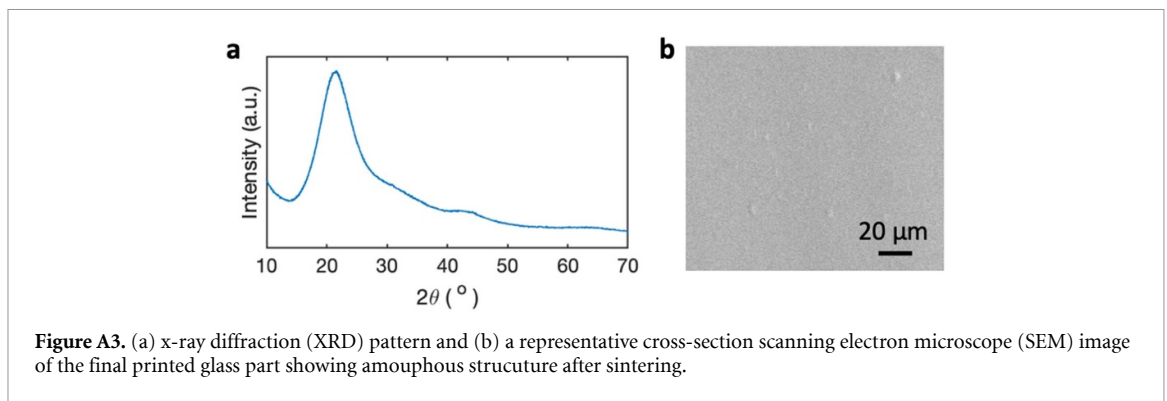 a
b
Intensity (a.u.)
10 20 30 40 50 60 70
2θ (°)
20 μm
Figure A3. (a) x-ray diffraction (XRD) pattern and (b) a representative cross-section scanning electron microscope (SEM) image
of the final printed glass part showing amouphous strucuture after sintering.